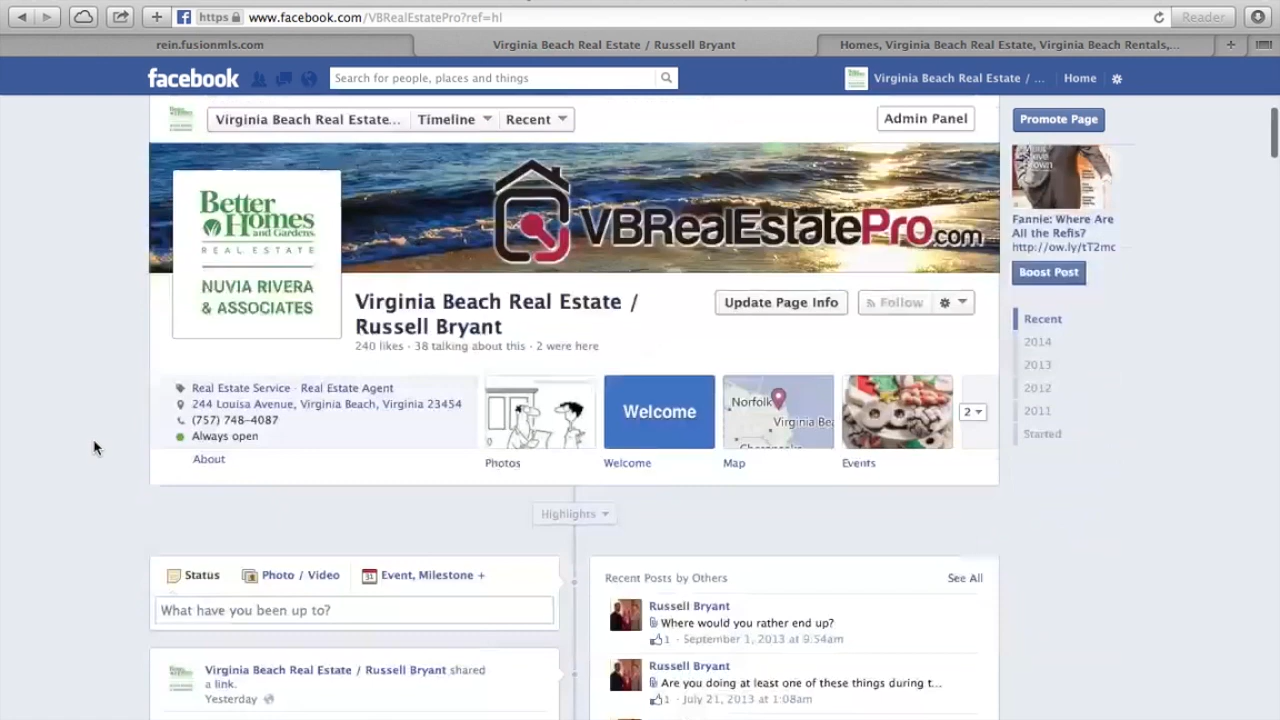 https www.facebook.com/VBRealEstatePro?ref=hl
Reader
rein.fusionmls.com
Virginia Beach Real Estate / Russell Bryant
Homes, Virginia Beach Real Estate, Virginia Beach Rentals,...
facebook
Search for people, places and things
Virginia Beach Real Estate / ...
Home
Virginia Beach Real Estate...
Timeline
Recent
Admin Panel
Promote Page
Better
Homes
and Gardens
REAL ESTATE
NUVIA RIVERA
& ASSOCIATES
VBRealEstatePro.com
Fannie: Where Are
All the Refis?
http://ow.ly/tT2mc
Boost Post
Virginia Beach Real Estate /
Russell Bryant
240 likes · 38 talking about this · 2 were here
Update Page Info
Follow
Recent
2014
2013
2012
2011
Started
Real Estate Service · Real Estate Agent
244 Louisa Avenue, Virginia Beach, Virginia 23454
(757) 748-4087
Always open
About
Photos
Welcome
Welcome
Norfolk
Virginia Bea
Chesapeake
Map
Events
2
Highlights
Status
Photo / Video
31
Event, Milestone +
What have you been up to?
Virginia Beach Real Estate / Russell Bryant shared
a link.
Yesterday
Recent Posts by Others
See All
Russell Bryant
Where would you rather end up?
1 · September 1, 2013 at 9:54am
Russell Bryant
Are you doing at least one of these things during t...
1 · July 21, 2013 at 1:08am